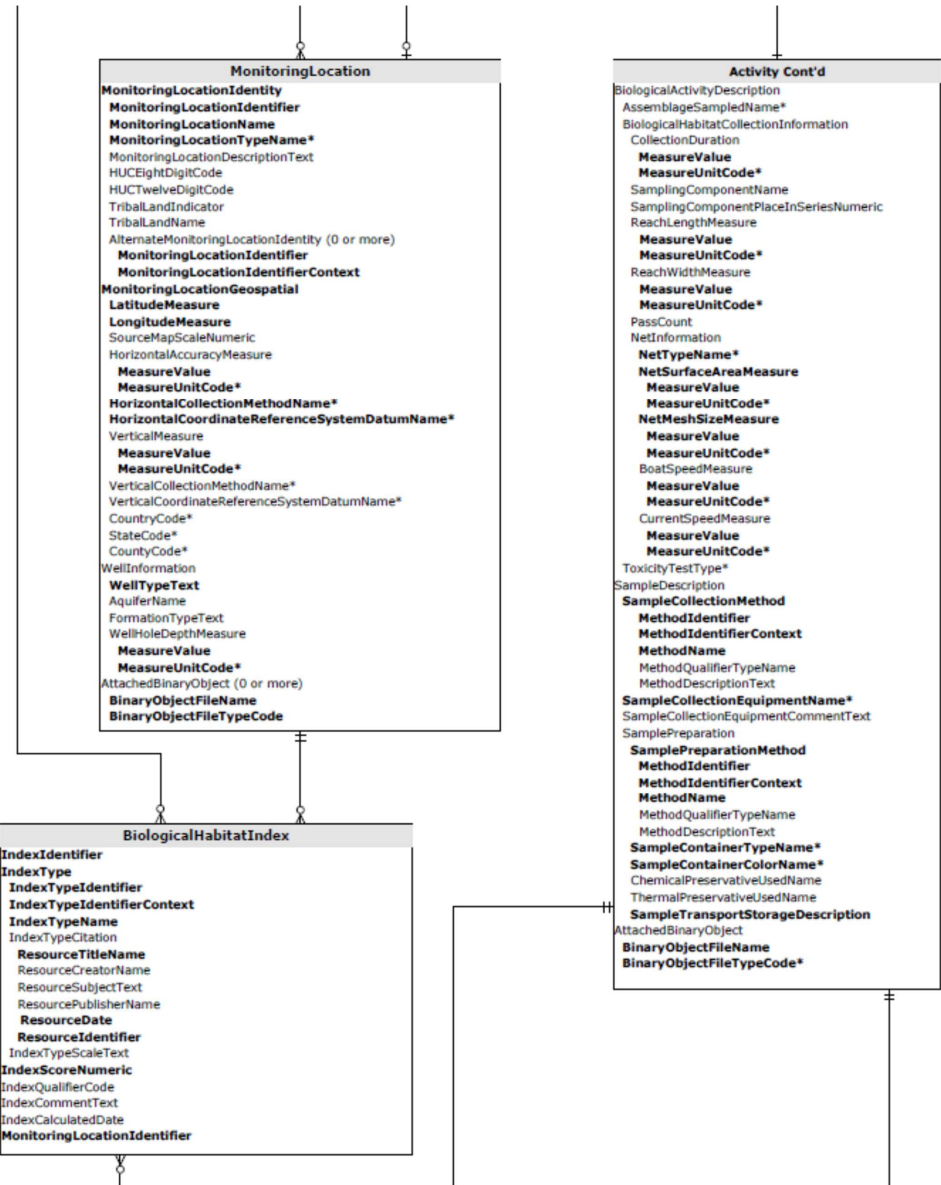 MonitoringLocation
MonitoringLocationIdentity
MonitoringLocationIdentifier
MonitoringLocationName
MonitoringLocationTypeName*
MonitoringLocationDescriptionText
HUCEightDigitCode
HUCTwelveDigitCode
TribalLandIndicator
TribalLandName
AlternateMonitoringLocationIdentity (0 or more)
MonitoringLocationIdentifier
MonitoringLocationIdentifierContext
MonitoringLocationGeospatial
LatitudeMeasure
LongitudeMeasure
SourceMapScaleNumeric
HorizontalAccuracyMeasure
MeasureValue
MeasureUnitCode*
HorizontalCollectionMethodName*
HorizontalCoordinateReferenceSystemDatumName*
VerticalMeasure
MeasureValue
MeasureUnitCode*
VerticalCollectionMethodName*
VerticalCoordinateReferenceSystemDatumName*
CountryCode*
StateCode*
CountyCode*
WellInformation
WellTypeText
AquiferName
FormationTypeText
WellHoleDepthMeasure
MeasureValue
MeasureUnitCode*
AttachedBinaryObject (0 or more)
BinaryObjectFileName
BinaryObjectFileTypeCode
BiologicalHabitatIndex
IndexIdentifier
IndexType
IndexTypeIdentifier
IndexTypeIdentifierContext
IndexTypeName
IndexTypeCitation
ResourceTitleName
ResourceCreatorName
ResourceSubjectText
ResourcePublisherName
ResourceDate
ResourceIdentifier
IndexTypeScaleText
IndexScoreNumeric
IndexQualifierCode
IndexCommentText
IndexCalculatedDate
MonitoringLocationIdentifier
Activity Cont'd
BiologicalActivityDescription
AssemblageSampledName*
BiologicalHabitatCollectionInformation
CollectionDuration
MeasureValue
MeasureUnitCode*
SamplingComponentName
SamplingComponentPlaceInSeriesNumeric
ReachLengthMeasure
MeasureValue
MeasureUnitCode*
ReachWidthMeasure
MeasureValue
MeasureUnitCode*
PassCount
NetInformation
NetTypeName*
NetSurfaceAreaMeasure
MeasureValue
MeasureUnitCode*
NetMeshSizeMeasure
MeasureValue
MeasureUnitCode*
BoatSpeedMeasure
MeasureValue
MeasureUnitCode*
CurrentSpeedMeasure
MeasureValue
MeasureUnitCode*
ToxicityTestType*
SampleDescription
SampleCollectionMethod
MethodIdentifier
MethodIdentifierContext
MethodName
MethodQualifierTypeName
MethodDescriptionText
SampleCollectionEquipmentName*
SampleCollectionEquipmentCommentText
SamplePreparation
SamplePreparationMethod
MethodIdentifier
MethodIdentifierContext
MethodName
MethodQualifierTypeName
MethodDescriptionText
SampleContainerTypeName*
SampleContainerColorName*
ChemicalPreservativeUsedName
ThermalPreservativeUsedName
SampleTransportStorageDescription
AttachedBinaryObject
BinaryObjectFileName
BinaryObjectFileTypeCode*